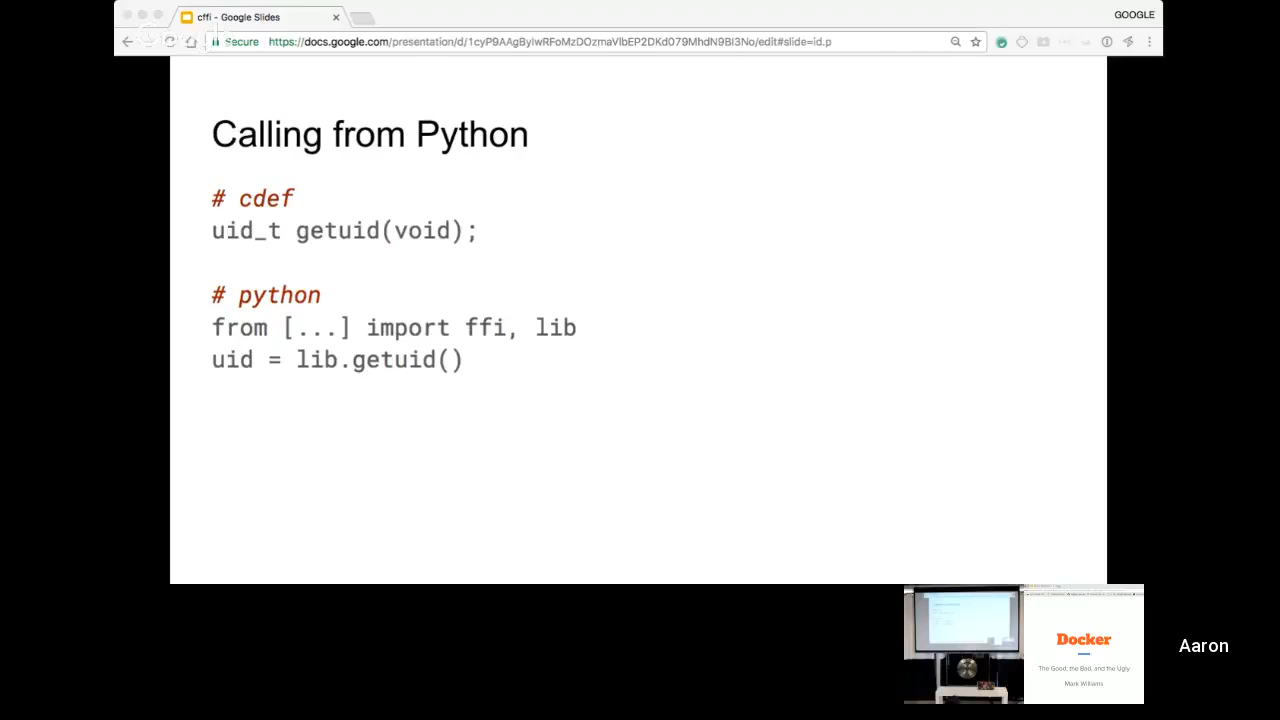 cffi - Google Slides
GOOGLE
Secure
https://docs.google.com/presentation/d/1cyP9AAgBylwRFoMzDOzmaVlbEP2DKd079MhdN9Bl3No/edit#slide=id.p
Calling from Python
# cdef
uid_t getuid(void);
# python
from [...] import ffi, lib
uid = lib.getuid()
Docker
The Good, the Bad, and the Ugly
Mark Williams
Aaron